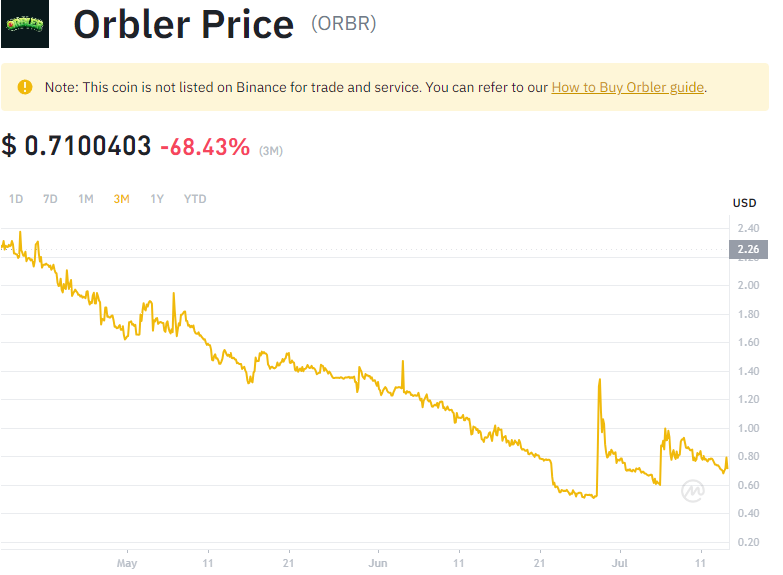 ORBLER
Orbler Price (ORBR)
Note: This coin is not listed on Binance for trade and service. You can refer to our How to Buy Orbler guide.
$ 0.7100403 -68.43% (3M)
1D 7D 1M 3M 1Y YTD
USD
2.40
2.26
2.00
1.80
1.60
1.40
1.20
1.00
0.80
0.60
0.40
0.20
May 11 21 Jun 11 21 Jul 11